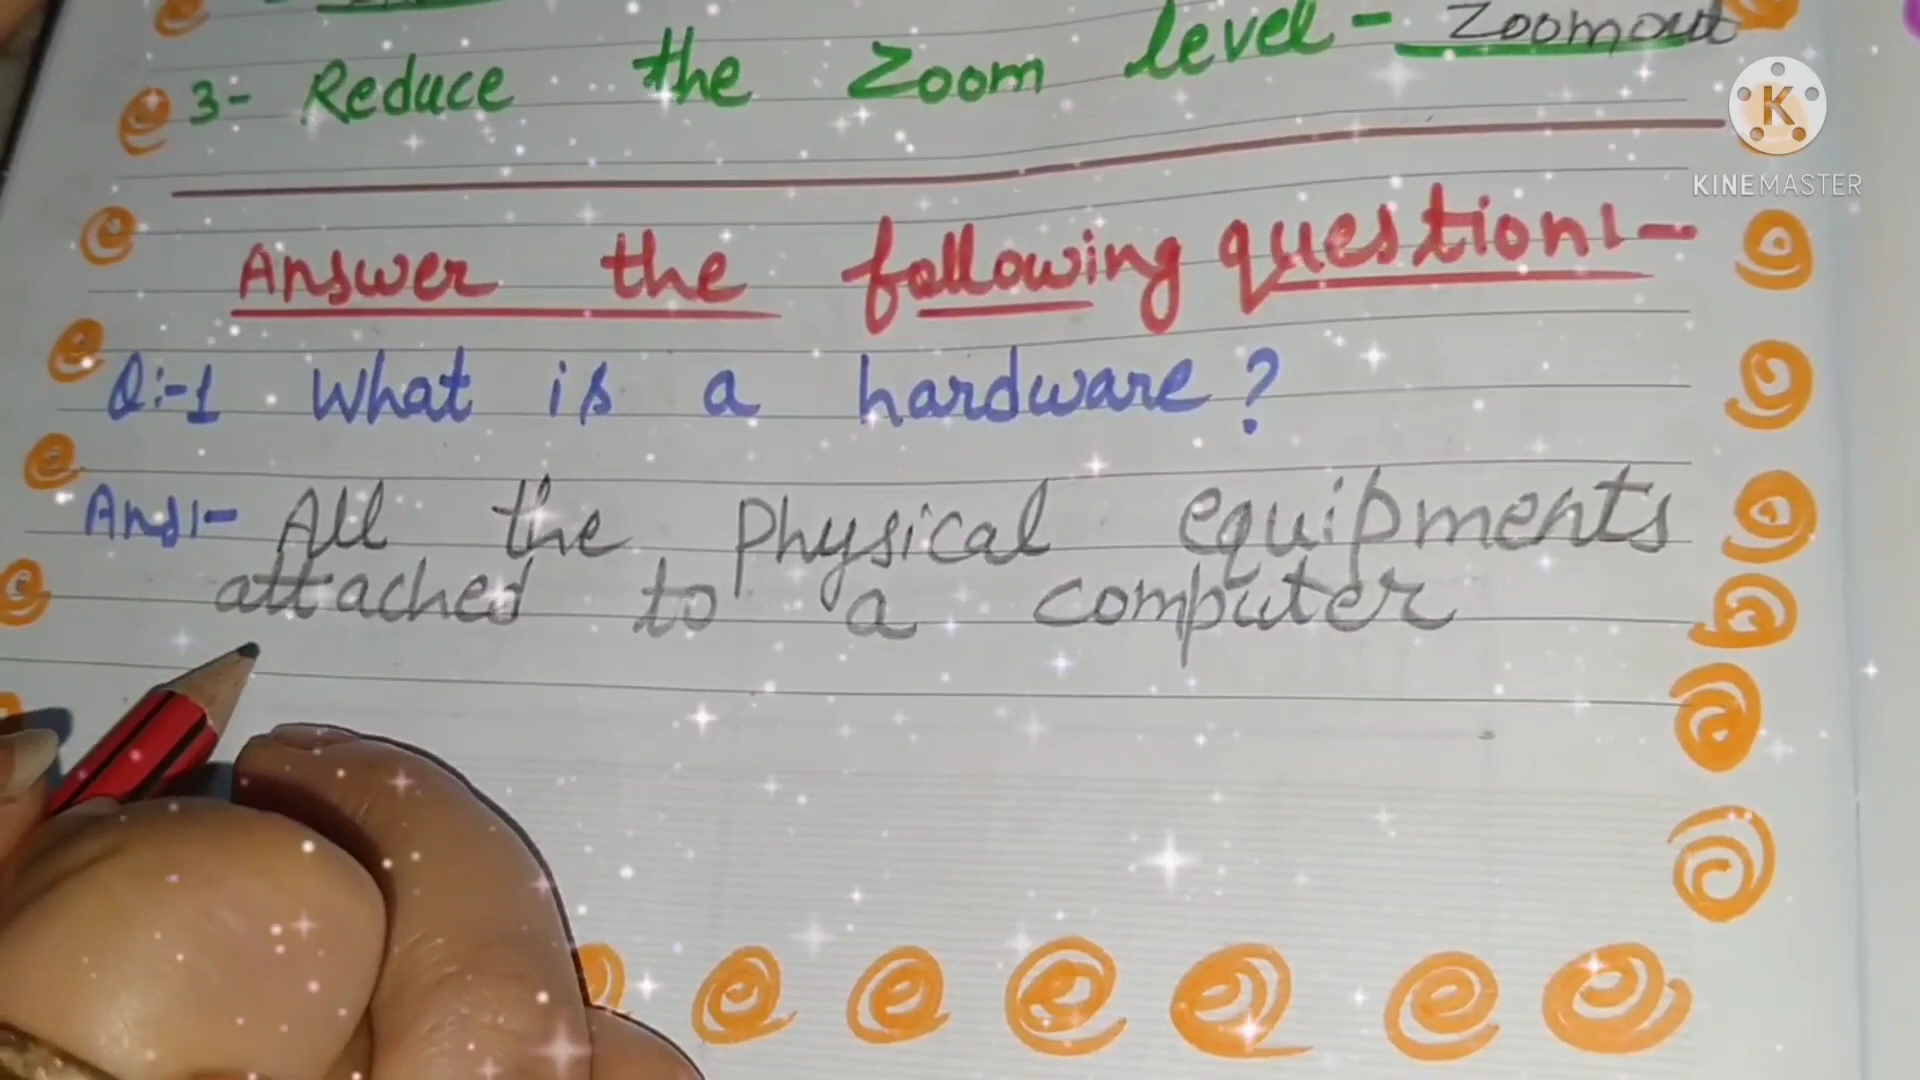 3- Reduce the Zoom level - Zoomout
K
KINEMASTER
Answer the following question:-
Q:-1 What is a hardware?
Ans:- All the Physical equipments
attached to a computer